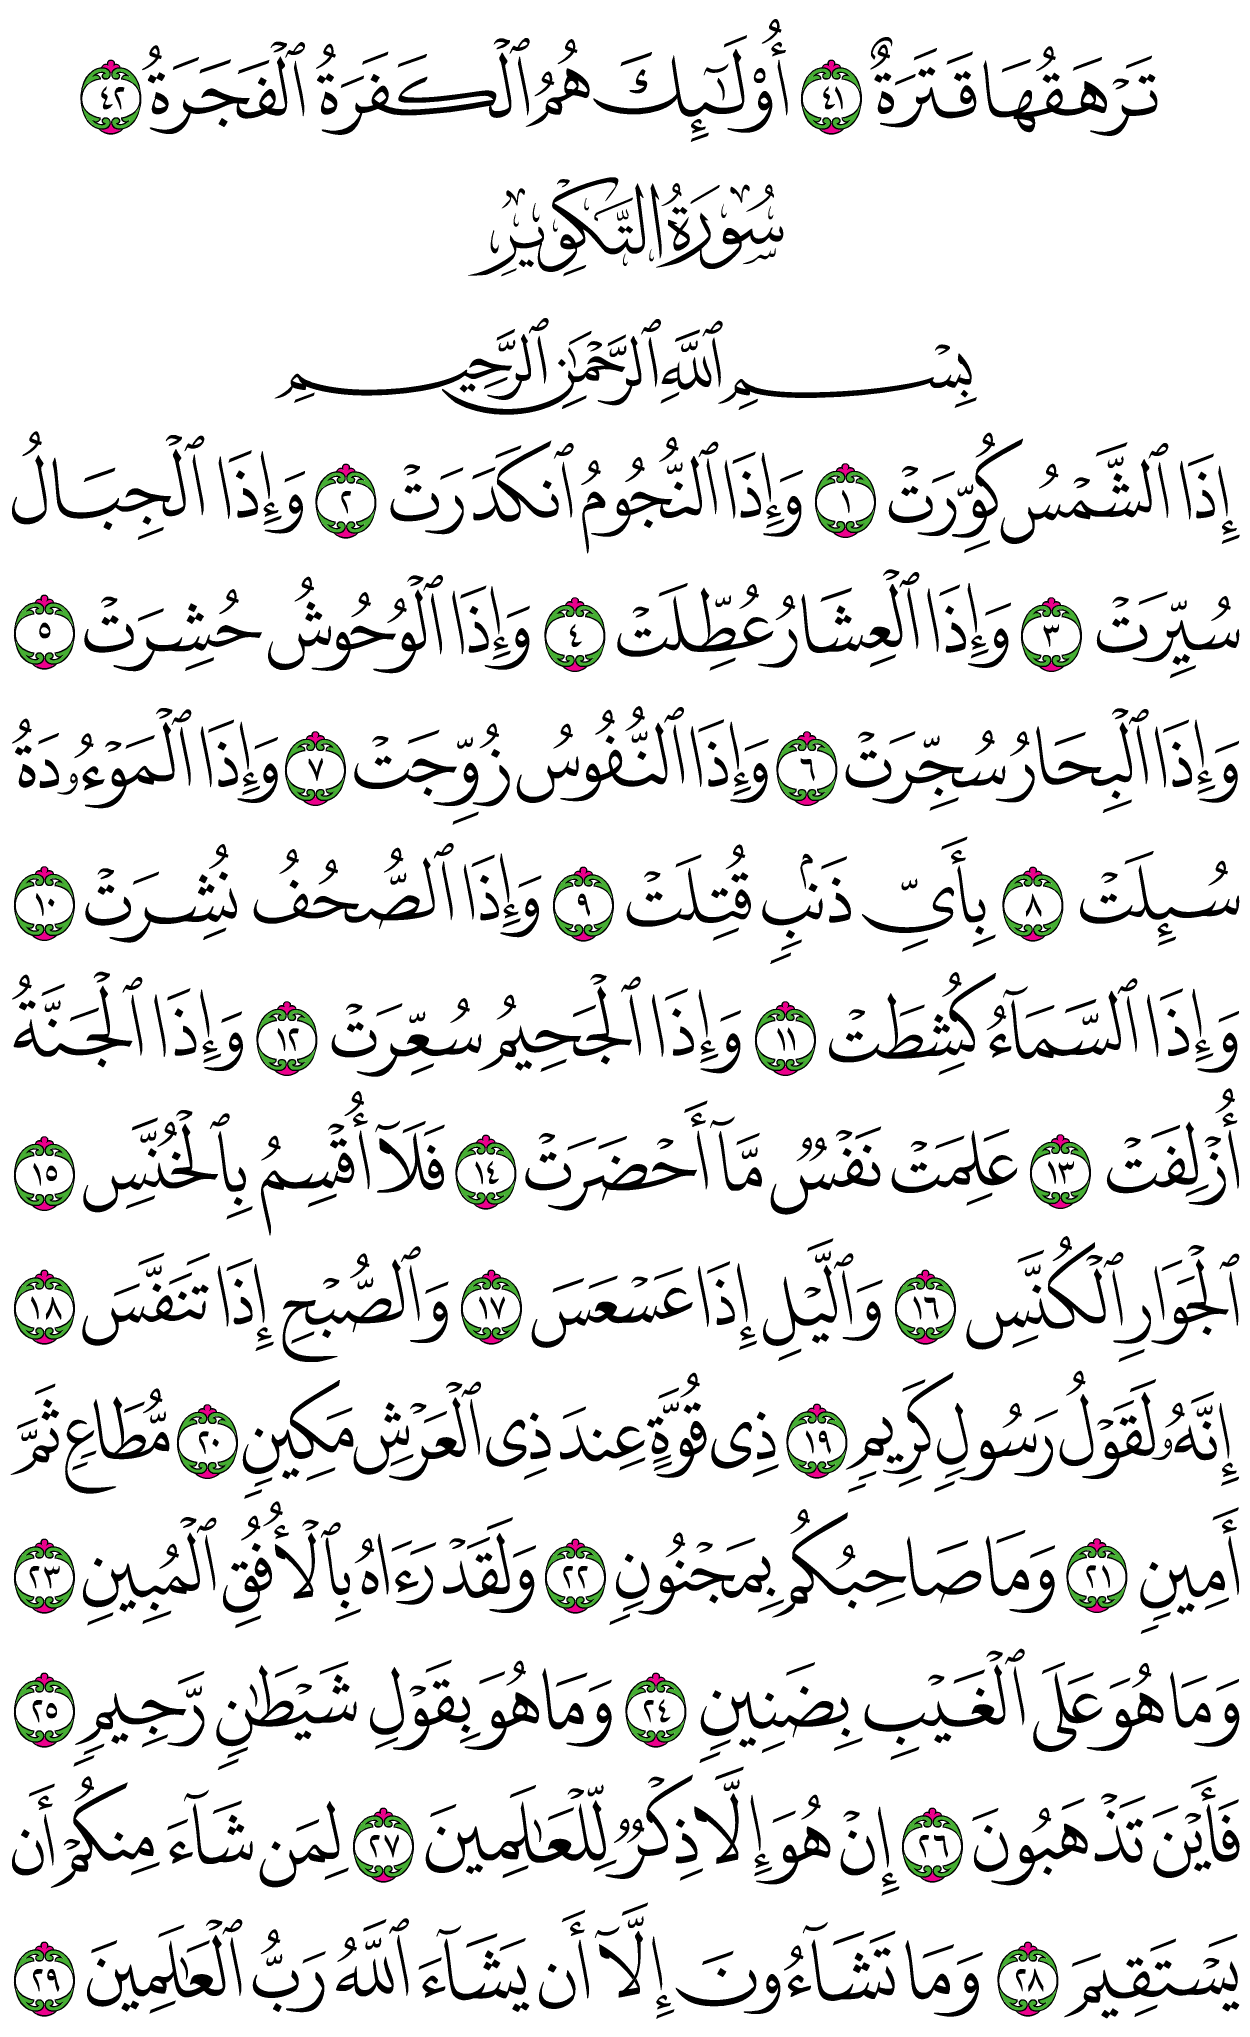 تَرْهَقُهَا قَتَرَةٌ ٤١ أُوْلَٰٓئِكَ هُمُ ٱلْكَفَرَةُ ٱلْفَجَرَةُ ٤٢
سُورَةُ التَّكْوِيرِ
بِسْمِ ٱللَّهِ ٱلرَّحْمَٰنِ ٱلرَّحِيمِ
إِذَا ٱلشَّمْسُ كُوِّرَتْ ١ وَإِذَا ٱلنُّجُومُ ٱنكَدَرَتْ ٢ وَإِذَا ٱلْجِبَالُ
سُيِّرَتْ ٣ وَإِذَا ٱلْعِشَارُ عُطِّلَتْ ٤ وَإِذَا ٱلْوُحُوشُ حُشِرَتْ ٥
وَإِذَا ٱلْبِحَارُ سُجِّرَتْ ٦ وَإِذَا ٱلنُّفُوسُ زُوِّجَتْ ٧ وَإِذَا ٱلْمَوْءُۥدَةُ
سُئِلَتْ ٨ بِأَىِّ ذَنۢبٍ قُتِلَتْ ٩ وَإِذَا ٱلصُّحُفُ نُشِرَتْ ١٠
وَإِذَا ٱلسَّمَآءُ كُشِطَتْ ١١ وَإِذَا ٱلْجَحِيمُ سُعِّرَتْ ١٢ وَإِذَا ٱلْجَنَّةُ
أُزْلِفَتْ ١٣ عَلِمَتْ نَفْسٌ مَّآ أَحْضَرَتْ ١٤ فَلَآ أُقْسِمُ بِٱلْخُنَّسِ ١٥
ٱلْجَوَارِ ٱلْكُنَّسِ ١٦ وَٱلَّيْلِ إِذَا عَسْعَسَ ١٧ وَٱلصُّبْحِ إِذَا تَنَفَّسَ ١٨
إِنَّهُۥ لَقَوْلُ رَسُولٍ كَرِيمٍ ١٩ ذِى قُوَّةٍ عِندَ ذِى ٱلْعَرْشِ مَكِينٍ ٢٠ مُّطَاعٍ ثَمَّ
أَمِينٍ ٢١ وَمَا صَاحِبُكُم بِمَجْنُونٍ ٢٢ وَلَقَدْ رَءَاهُ بِٱلْأُفُقِ ٱلْمُبِينِ ٢٣
وَمَا هُوَ عَلَى ٱلْغَيْبِ بِضَنِينٍ ٢٤ وَمَا هُوَ بِقَوْلِ شَيْطَٰنٍ رَّجِيمٍ ٢٥
فَأَيْنَ تَذْهَبُونَ ٢٦ إِنْ هُوَ إِلَّا ذِكْرٌ لِّلْعَٰلَمِينَ ٢٧ لِمَن شَآءَ مِنكُمْ أَن
يَسْتَقِيمَ ٢٨ وَمَا تَشَآءُونَ إِلَّآ أَن يَشَآءَ ٱللَّهُ رَبُّ ٱلْعَٰلَمِينَ ٢٩